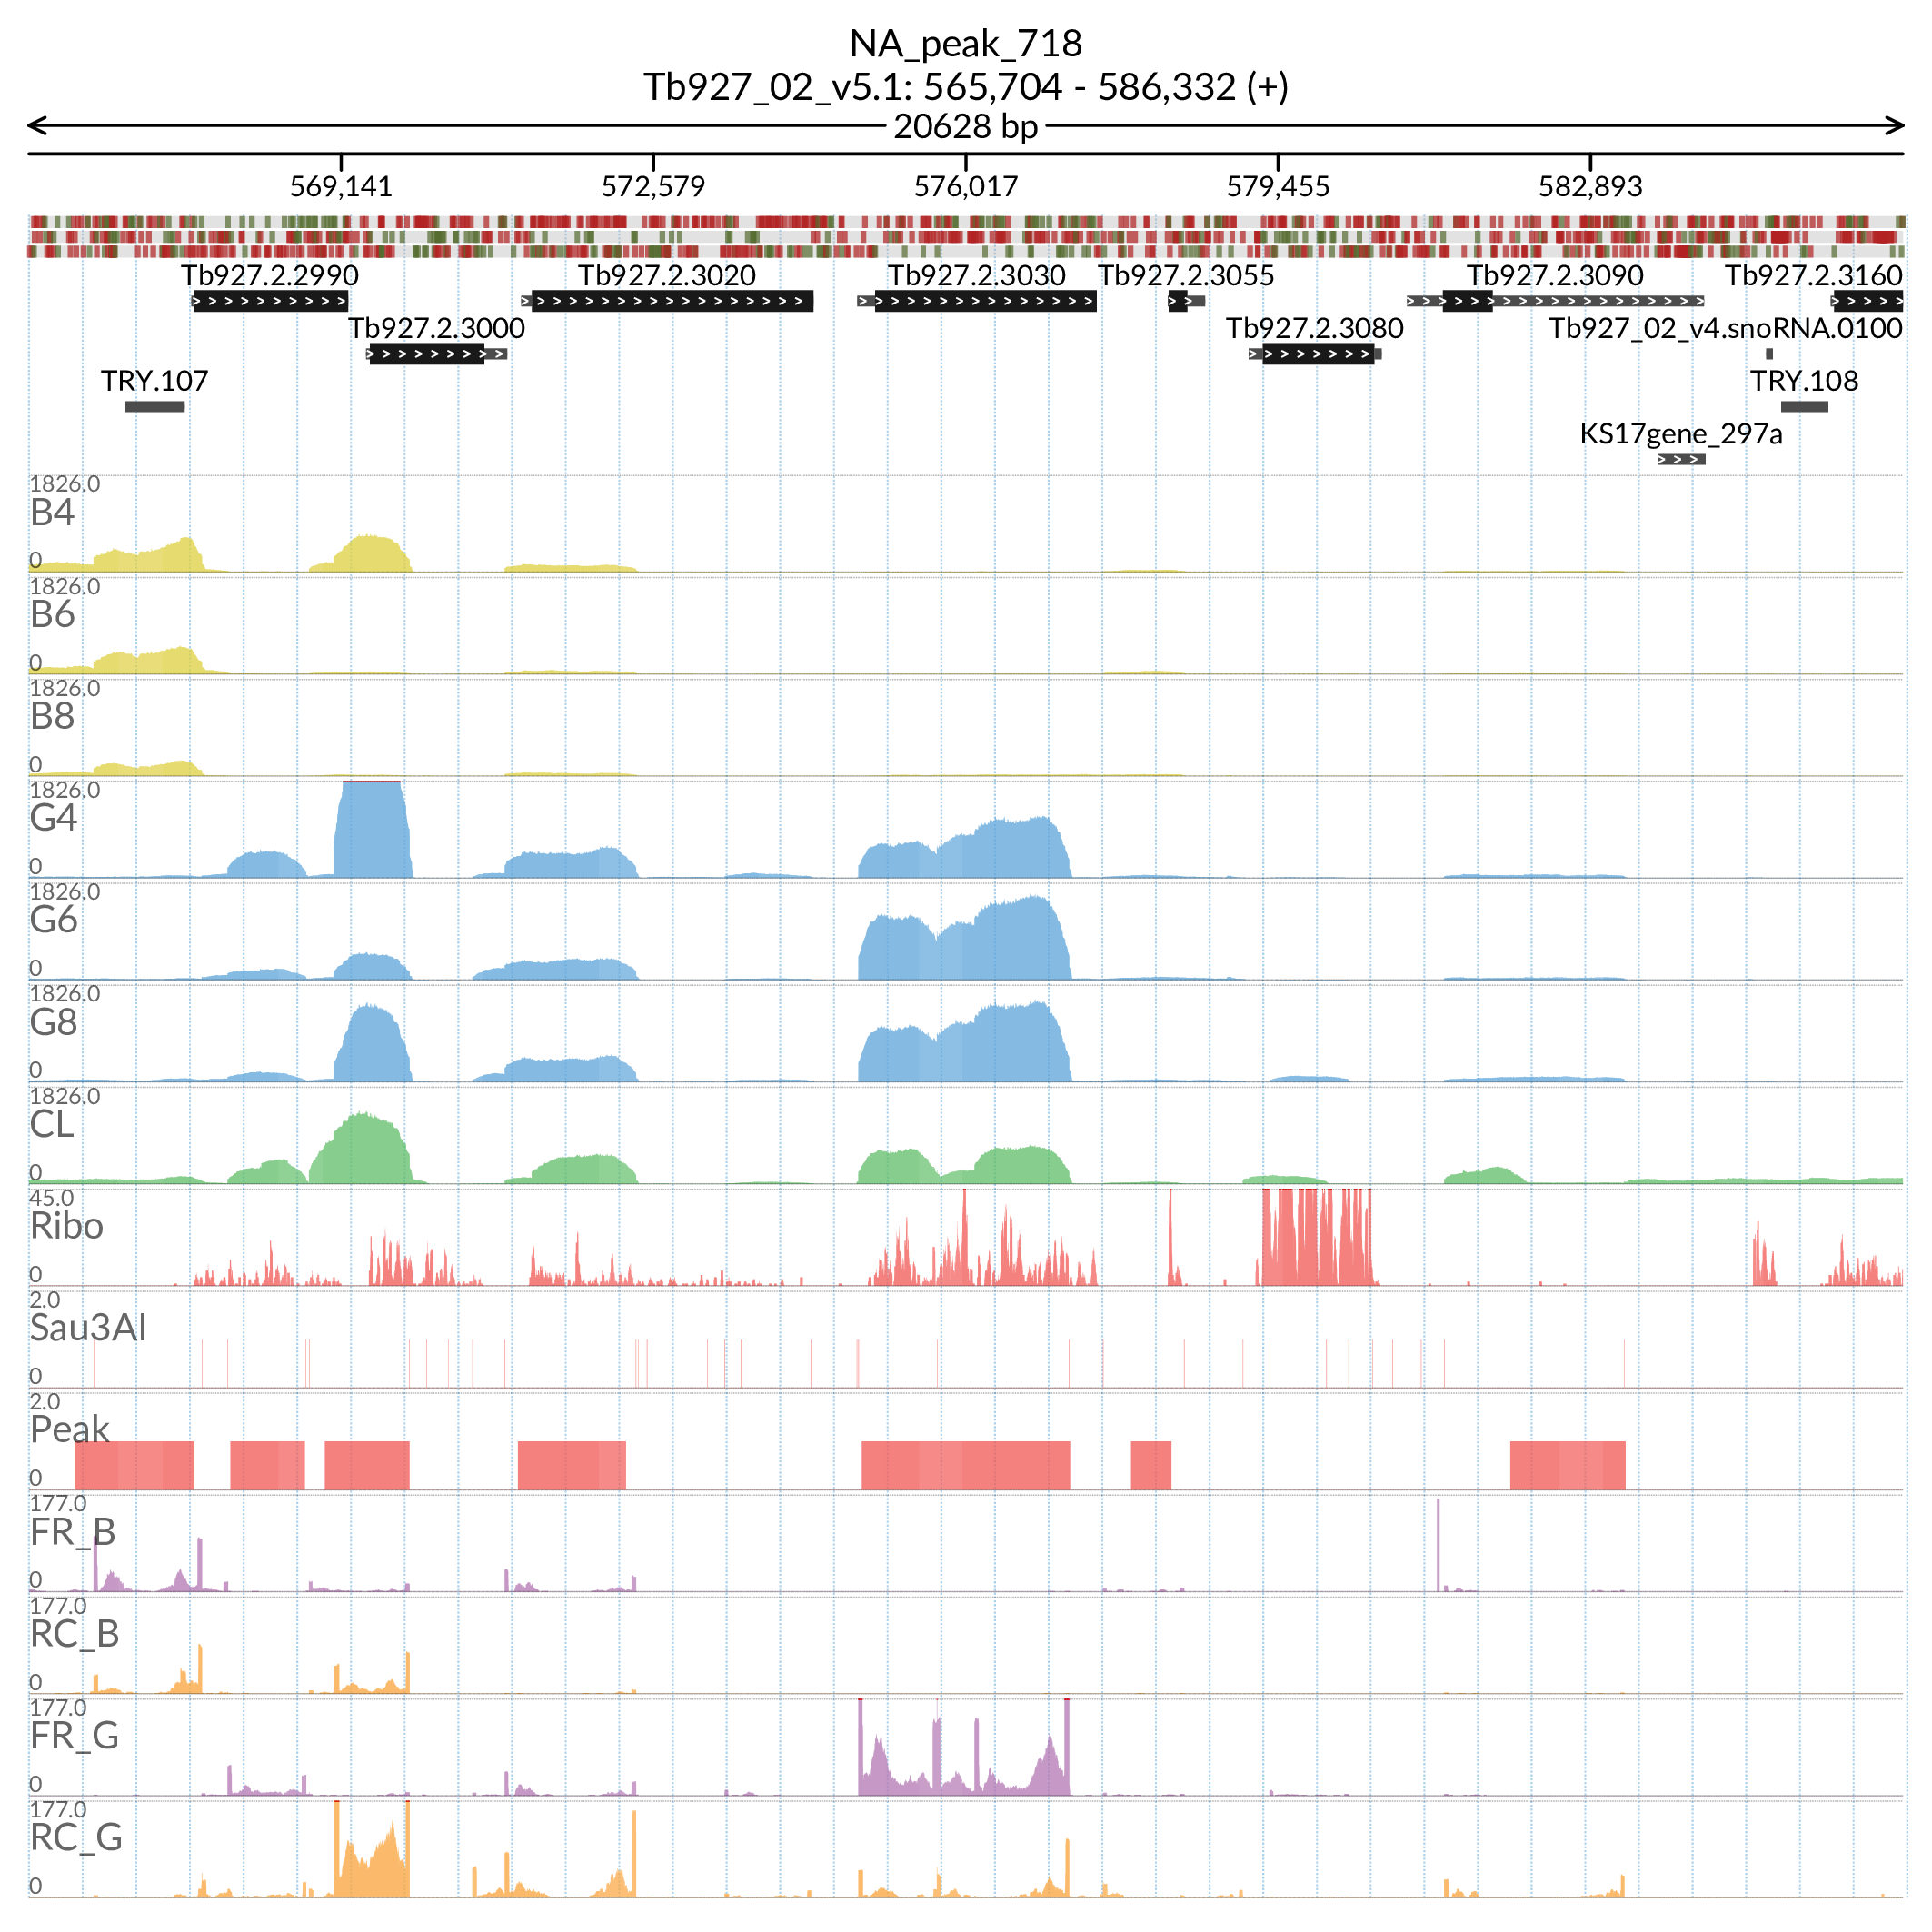 NA_peak_718
Tb927_02_v5.1: 565,704 - 586,332 (+)
20628 bp
569,141 572,579 576,017 579,455 582,893
Tb927.2.2990 Tb927.2.3020 Tb927.2.3030 Tb927.2.3055 Tb927.2.3090 Tb927.2.3160
Tb927.2.3000 Tb927.2.3080 Tb927_02_v4.snoRNA.0100
TRY.107 TRY.108
KS17gene_297a
1826.0
B4
0
1826.0
B6
0
1826.0
B8
0
1826.0
G4
0
1826.0
G6
0
1826.0
G8
0
1826.0
CL
0
45.0
Ribo
0
2.0
Sau3AI
0
2.0
Peak
0
177.0
FR_B
0
177.0
RC_B
0
177.0
FR_G
0
177.0
RC_G
0